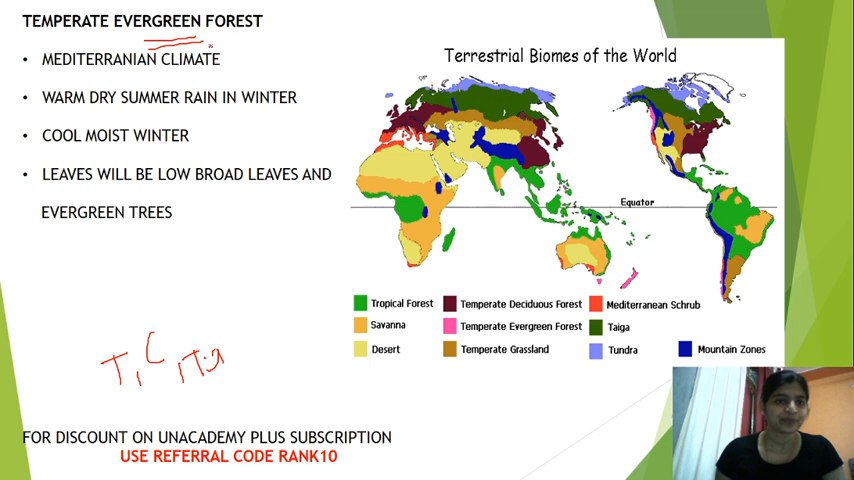 TEMPERATE EVERGREEN FOREST
• MEDITERRANIAN CLIMATE
• WARM DRY SUMMER RAIN IN WINTER
• COOL MOIST WINTER
• LEAVES WILL BE LOW BROAD LEAVES AND
EVERGREEN TREES
FOR DISCOUNT ON UNACADEMY PLUS SUBSCRIPTION
USE REFERRAL CODE RANK10
Terrestrial Biomes of the World
Equator
Tropical Forest
Temperate Deciduous Forest
Mediterranean Schrub
Savanna
Temperate Evergreen Forest
Taiga
Desert
Temperate Grassland
Tundra
Mountain Zones